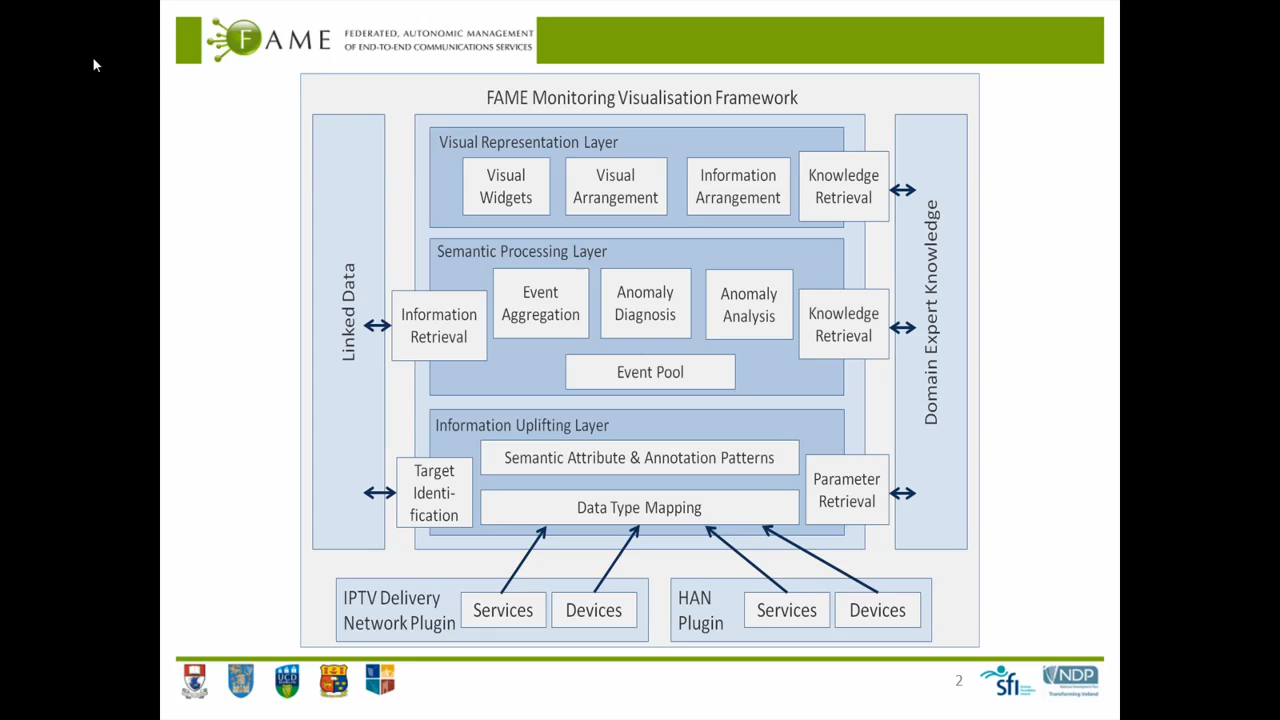 FAME
FEDERATED, AUTONOMIC MANAGEMENT
OF END-TO-END COMMUNICATIONS SERVICES
FAME Monitoring Visualisation Framework
Linked Data
Visual Representation Layer
Visual
Widgets
Visual
Arrangement
Information
Arrangement
Knowledge
Retrieval
Semantic Processing Layer
Information
Retrieval
Event
Aggregation
Anomaly
Diagnosis
Anomaly
Analysis
Knowledge
Retrieval
Event Pool
Information Uplifting Layer
Target
Identi-
fication
Semantic Attribute & Annotation Patterns
Data Type Mapping
Parameter
Retrieval
Domain Expert Knowledge
IPTV Delivery
Network Plugin
Services
Devices
HAN
Plugin
Services
Devices
UCD
2
sfi
NDP
Transforming Ireland